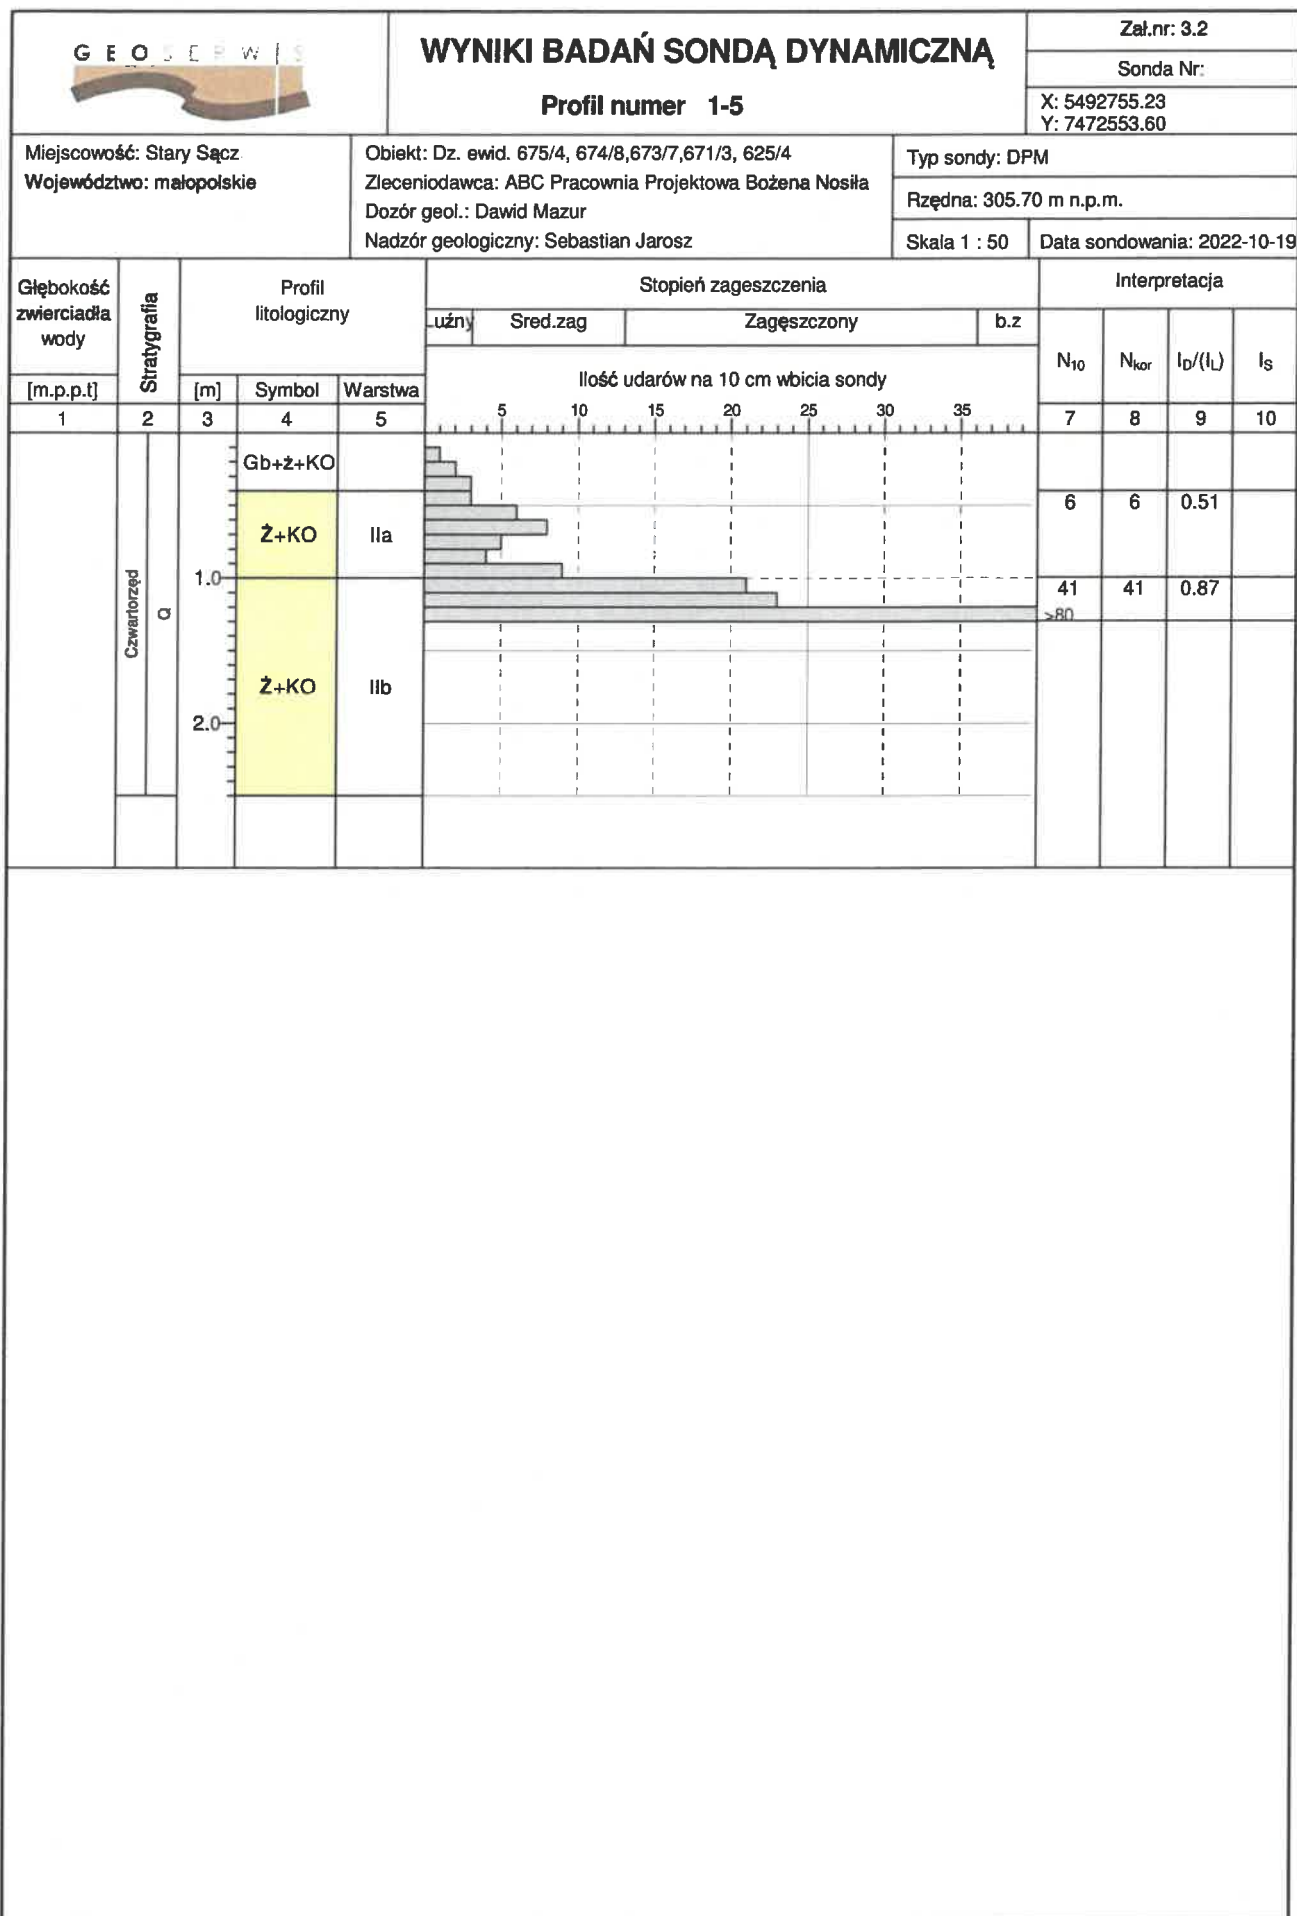 GEOSERWIS
WYNIKI BADAŃ SONDĄ DYNAMICZNĄ
Profil numer 1-5
Zał.nr: 3.2
Sonda Nr:
X: 5492755.23
Y: 7472553.60
Miejscowość: Stary Sącz
Województwo: małopolskie
Obiekt: Dz. ewid. 675/4, 674/8,673/7,671/3, 625/4
Zleceniodawca: ABC Pracownia Projektowa Bożena Nosiła
Dozór geol.: Dawid Mazur
Nadzór geologiczny: Sebastian Jarosz
Typ sondy: DPM
Rzędna: 305.70 m n.p.m.
Skala 1 : 50
Data sondowania: 2022-10-19
Głębokość
zwierciadła
wody
[m.p.p.t]
Stratygrafia
Profil
litologiczny
[m] Symbol Warstwa
Stopień zageszczenia
Luźny Sred.zag Zagęszczony b.z
Ilość udarów na 10 cm wbicia sondy
5 10 15 20 25 30 35
Interpretacja
N10 Nkor ID/(IL) IS
1 2 3 4 5 7 8 9 10
Gb+ż+KO
6 6 0.51
Ż+KO IIa
1.0
41 41 0.87
>80
Czwartorzęd
Q
Ż+KO IIb
2.0